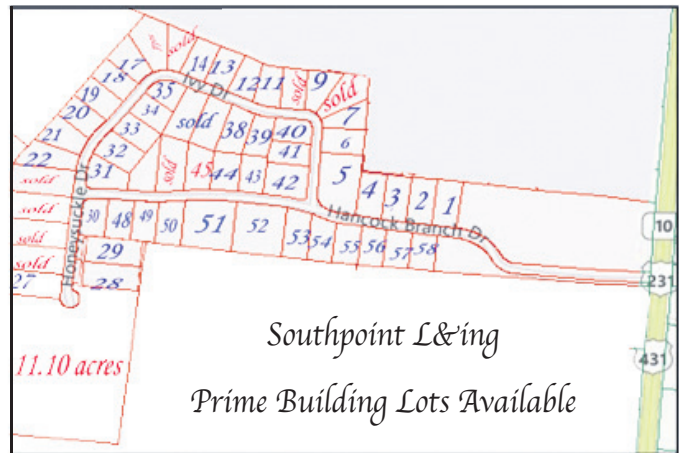 sold
sold
14 13
12 11
sold
9
sold
7
6
17
18
19
20
21
22
35
34
33
32
31
Ivy Dr
sold
38 39 40
41
sold
45 44 43 42
5 4 3 2 1
sold
sold
sold
sold
27
Honeysuckle Dr
30 48 49 50 51 52 53 54 55 56 57 58
29
28
Hancock Branch Dr
10
231
431
11.10 acres
Southpoint L&ing
Prime Building Lots Available